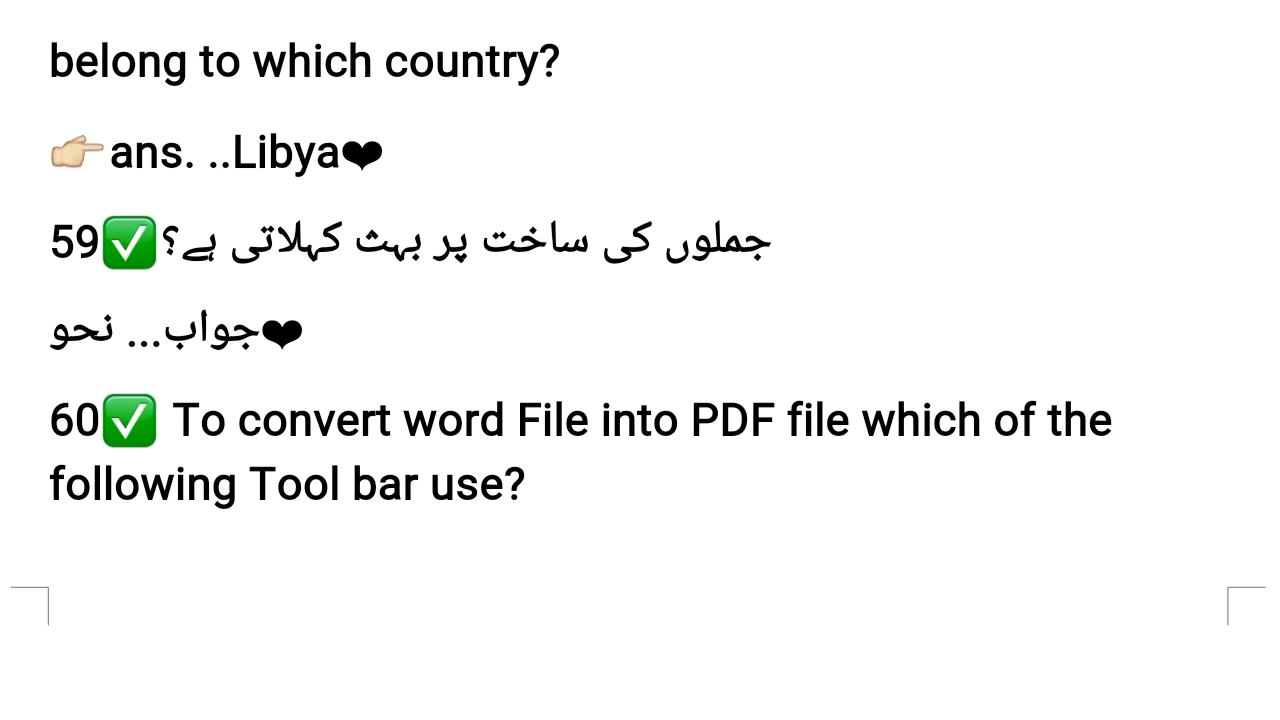 belong to which country?
👉🏼ans. ..Libya❤
59✅جملوں کی ساخت پر بہث کہلاتی ہے؟
❤جواب... نحو
60✅ To convert word File into PDF file which of the
following Tool bar use?